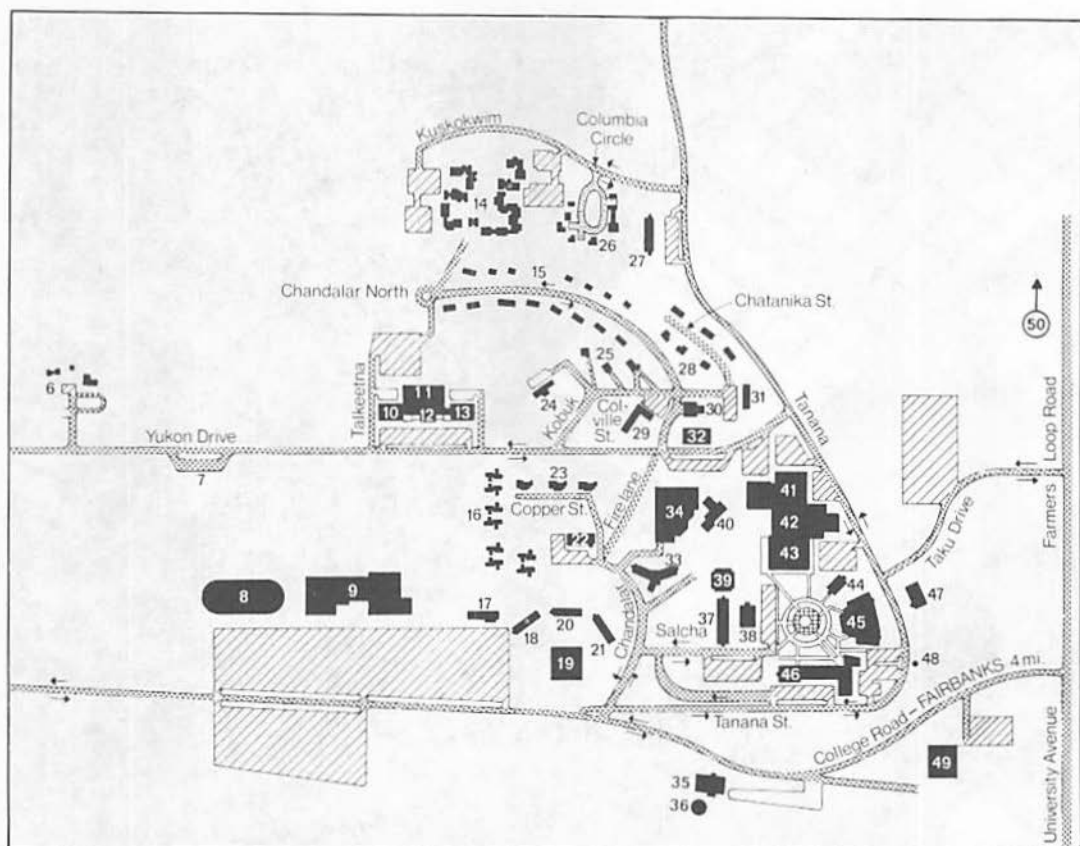 Kuskokwim
Columbia
Circle
14
26
27
15
Chandalar North
Chatanika St.
50
6
25
28
24
Kobuk
Col-
ville
St.
29
30
31
32
Takeetna
10
11
12
13
Tanana
Yukon Drive
7
Loop Road
Farmers
Taku Drive
23
Copper St.
Fire lane
16
22
34
40
41
42
43
33
39
44
47
8
9
17
18
20
21
19
Chandalar
Salcha
37
38
45
46
48
Tanana St.
College Road – FAIRBANKS 4 mi.
University Avenue
49
35
36